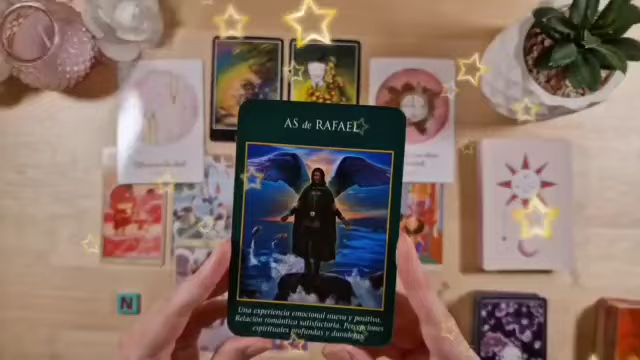 AS de RAFAEL
Una experiencia emocional nueva y positiva.
Relación romántica satisfactoria. Percepciones
espirituales profundas y duraderas.
N